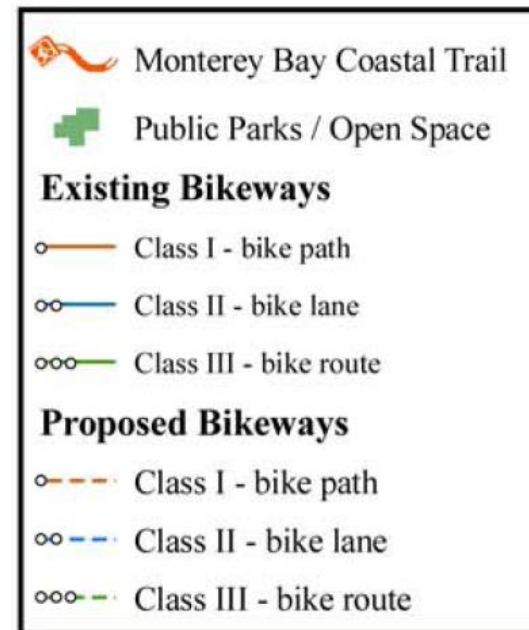 Monterey Bay Coastal Trail
Public Parks / Open Space
Existing Bikeways
Class I - bike path
Class II - bike lane
Class III - bike route
Proposed Bikeways
Class I - bike path
Class II - bike lane
Class III - bike route